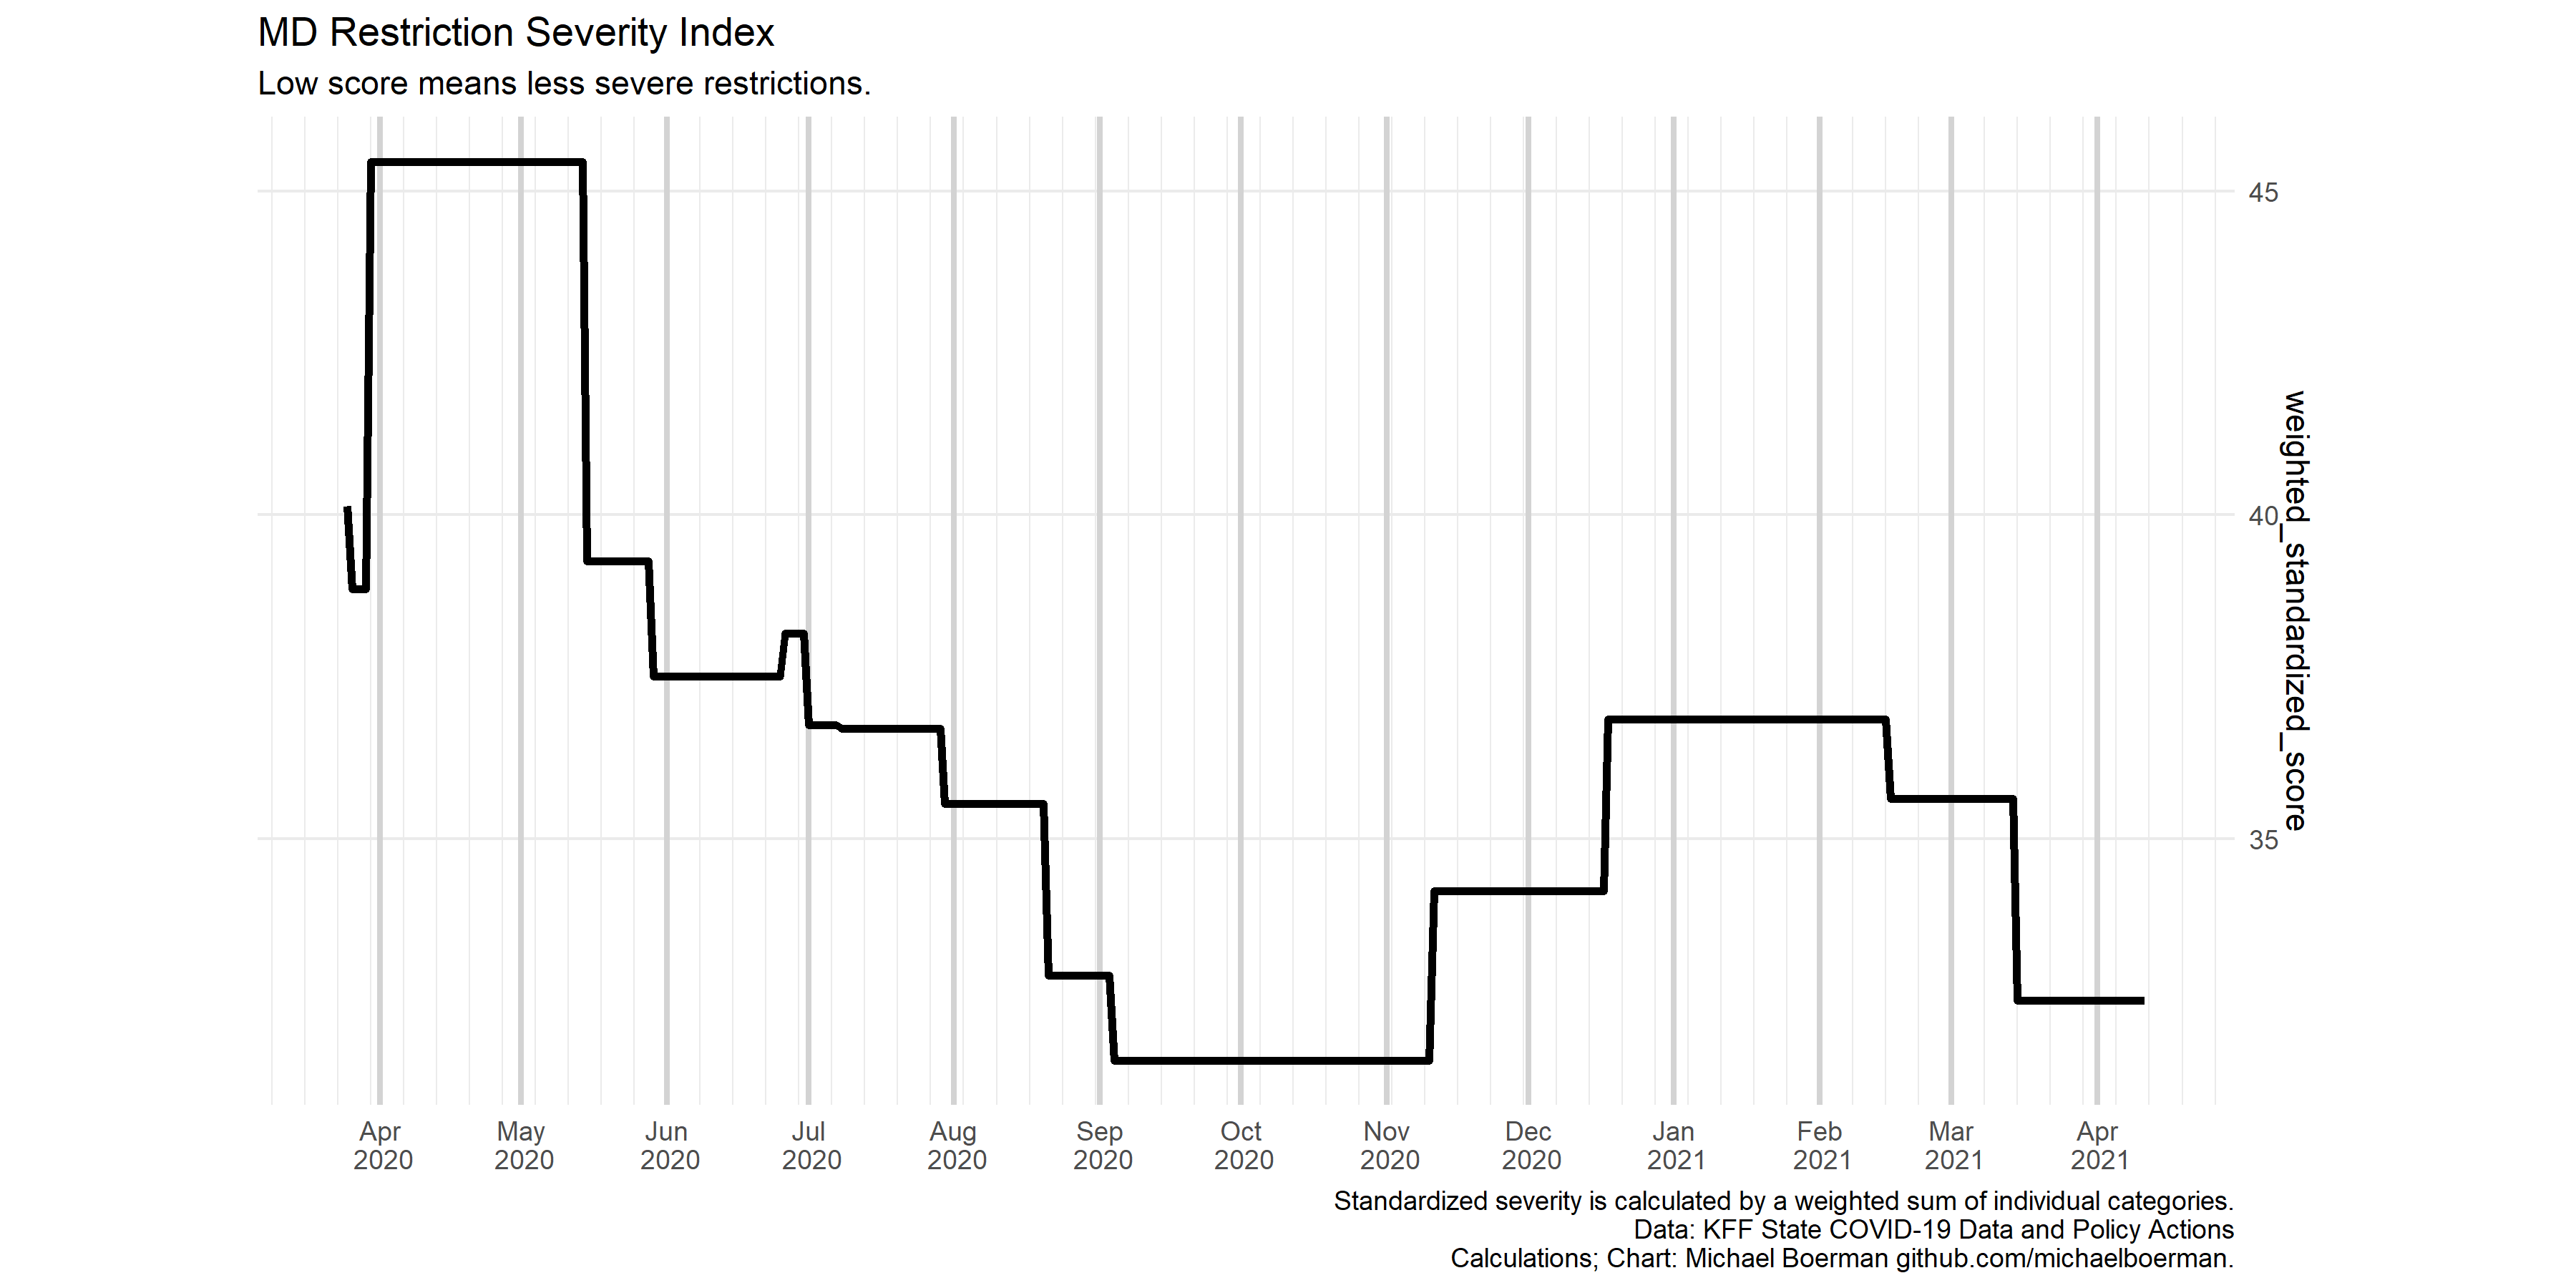 MD Restriction Severity Index
Low score means less severe restrictions.
45
40
35
weighted_standardized_score
Apr 2020
May 2020
Jun 2020
Jul 2020
Aug 2020
Sep 2020
Oct 2020
Nov 2020
Dec 2020
Jan 2021
Feb 2021
Mar 2021
Apr 2021
Standardized severity is calculated by a weighted sum of individual categories.
Data: KFF State COVID-19 Data and Policy Actions
Calculations; Chart: Michael Boerman github.com/michaelboerman.